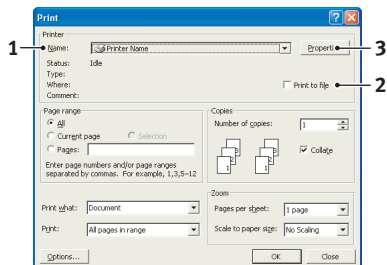 Print
Printer
1
Name:
Printer Name
Properti
3
Status:
Idle
Type:
Where:
Print to file
2
Comment:
Page range
Copies
All
Number of copies:
1
Current page
Selection
Pages:
Collate
Enter page numbers and/or page ranges
separated by commas. For example, 1,3,5–12
Zoom
Print what:
Document
Pages per sheet:
1 page
Print:
All pages in range
Scale to paper size:
No Scaling
Options...
OK
Close